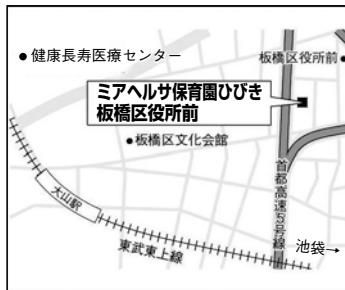 ●健康長寿医療センター
板橋区役所前●
ミアヘルサ保育園ひびき
板橋区役所前
●板橋区文化会館
大山駅
東武東上線
首都高速5号線
池袋→